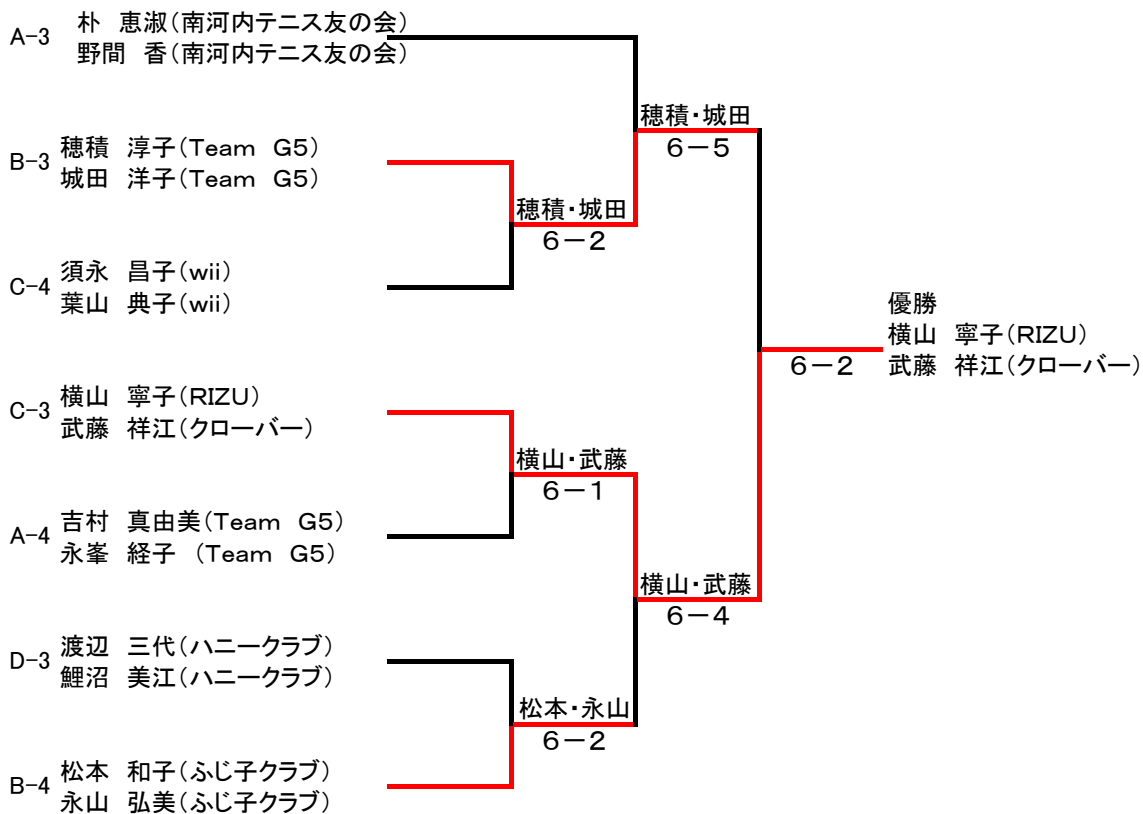 A-3
朴　恵淑（南河内テニス友の会）
野間　香（南河内テニス友の会）
穂積・城田
6－5
B-3
穂積　淳子（Team　G5）
城田　洋子（Team　G5）
穂積・城田
6－2
C-4
須永　昌子（wii）
葉山　典子（wii）
優勝
横山　寧子（RIZU）
武藤　祥江（クローバー）
6－2
C-3
横山　寧子（RIZU）
武藤　祥江（クローバー）
横山・武藤
6－1
A-4
吉村　真由美（Team　G5）
永峯　経子　（Team　G5）
横山・武藤
6－4
D-3
渡辺　三代（ハニークラブ）
鯉沼　美江（ハニークラブ）
松本・永山
6－2
B-4
松本　和子（ふじ子クラブ）
永山　弘美（ふじ子クラブ）